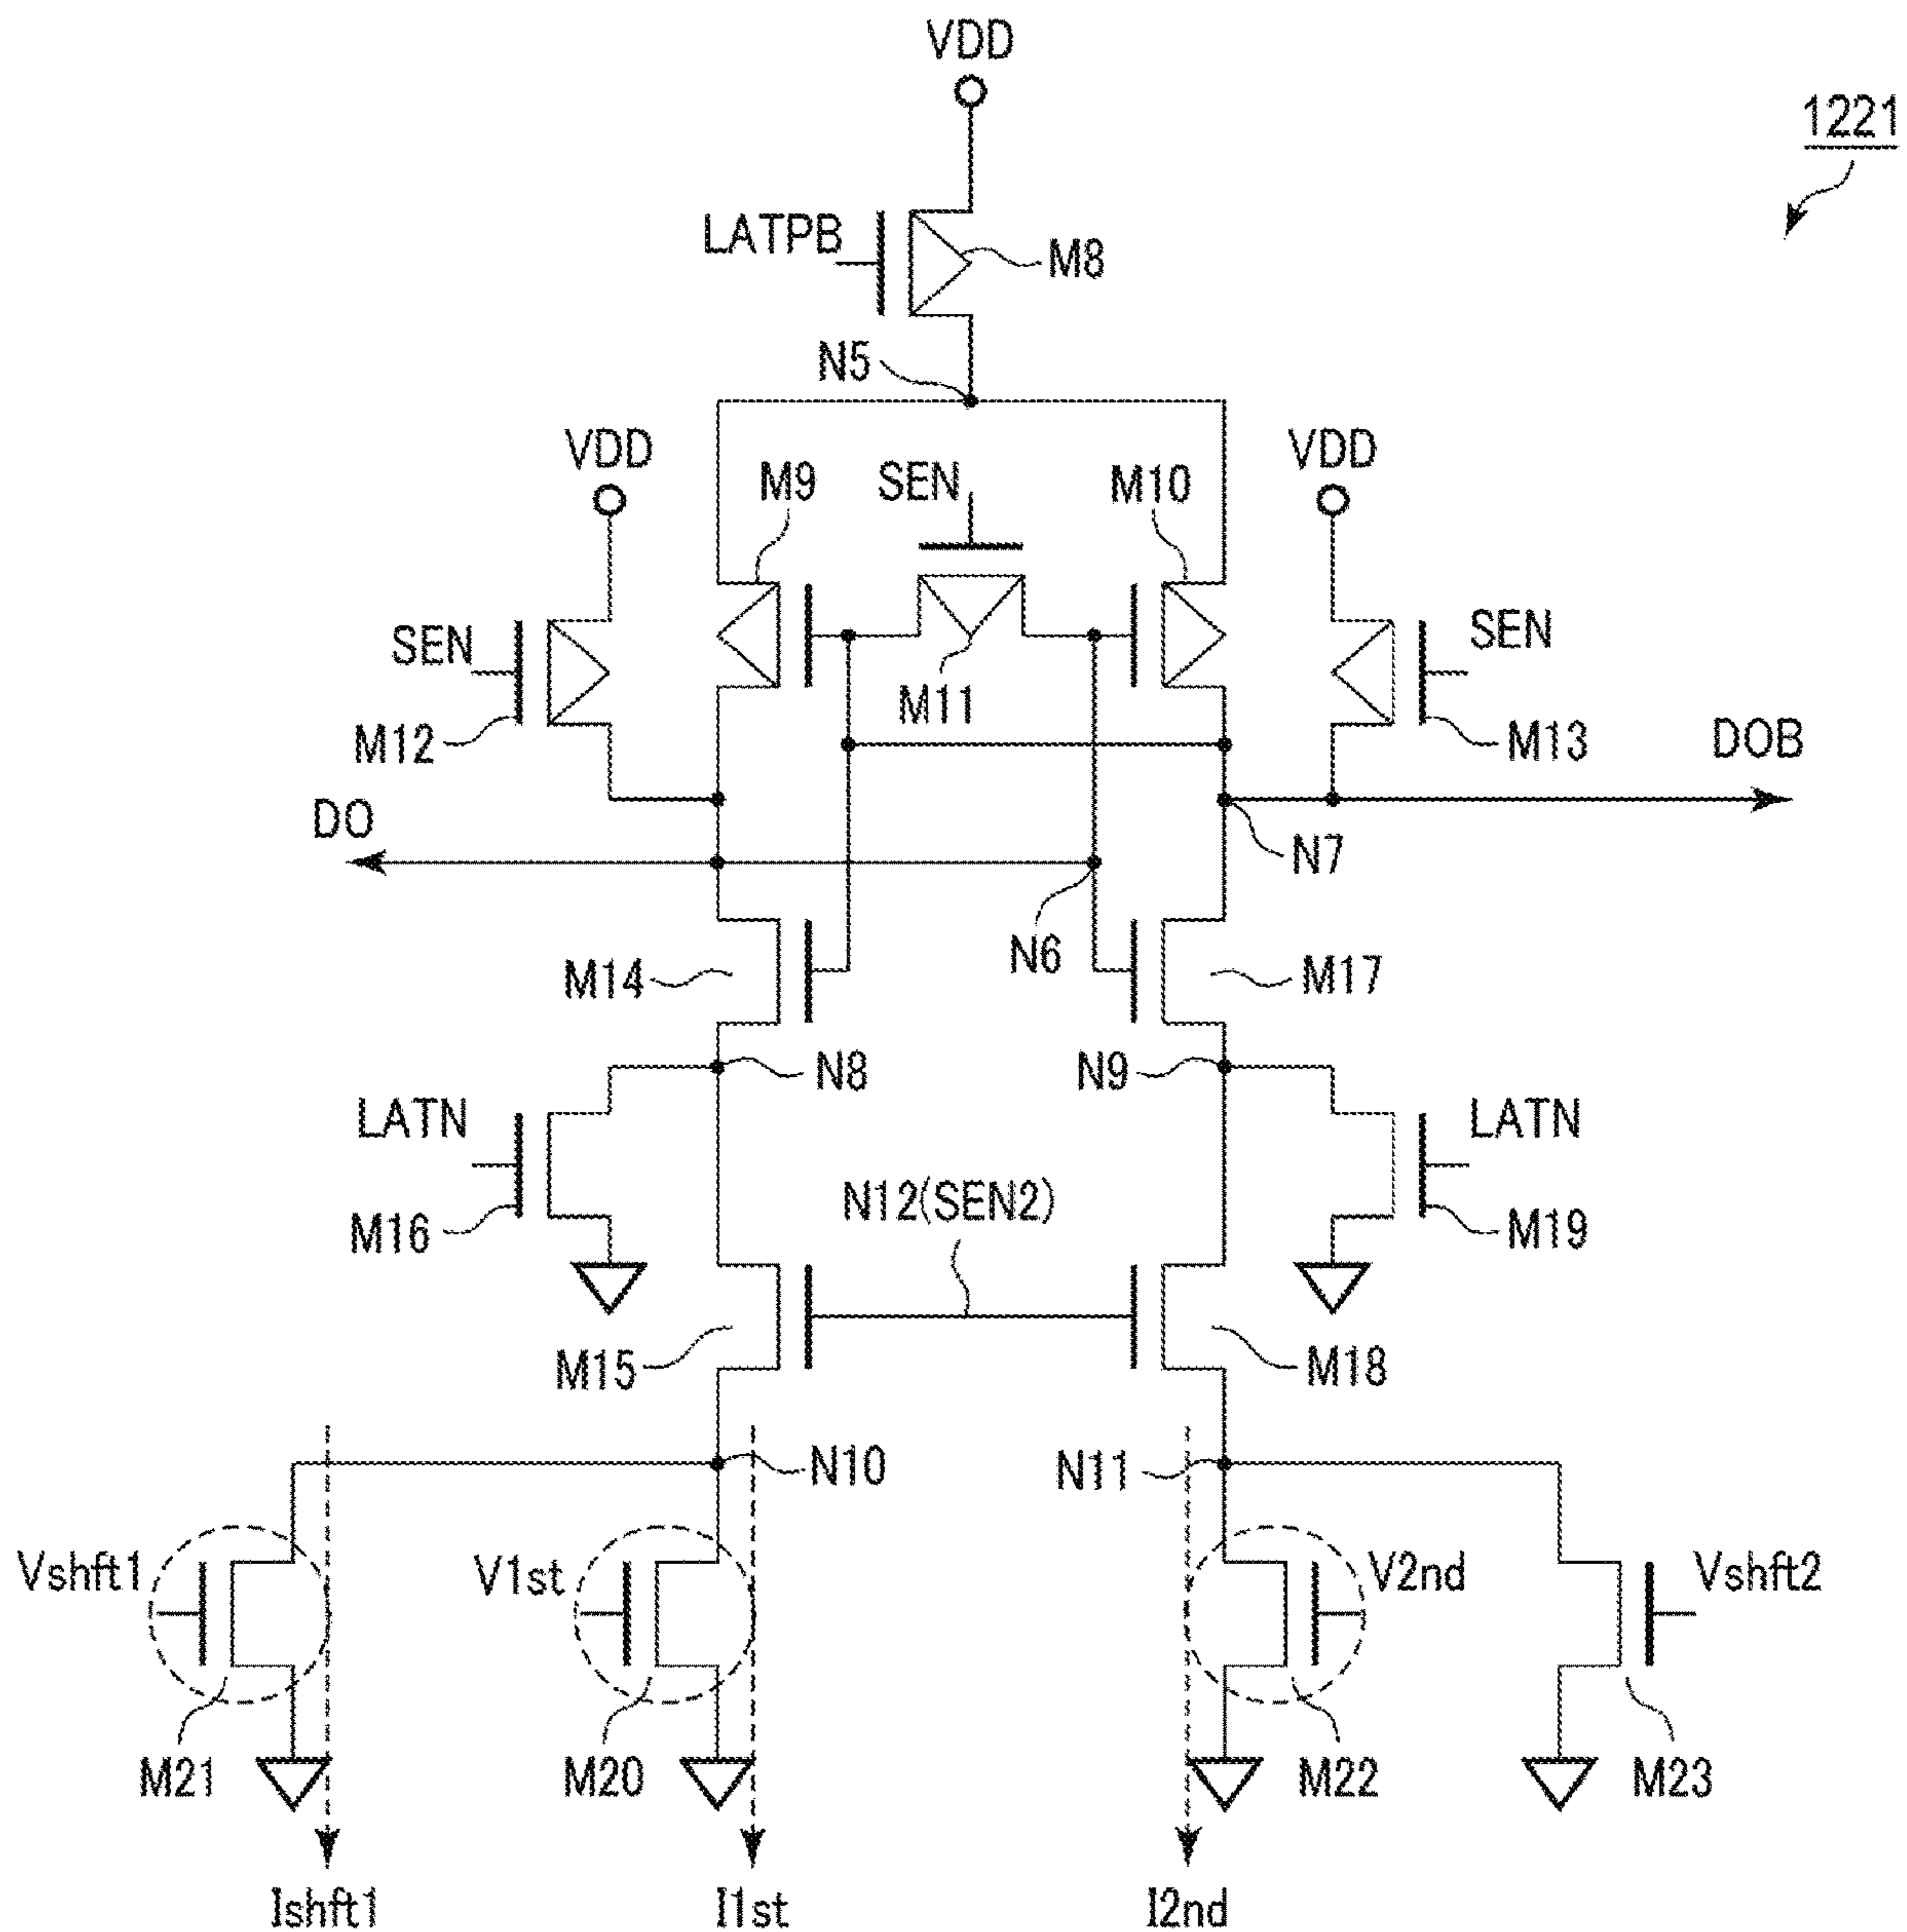 VDD
1221
LATPB
M8
N5
VDD
M9
SEN
M10
VDD
SEN
SEN
M12
M11
M13
DOB
DO
N7
M14
N6
M17
N8
N9
LATN
LATN
N12(SEN2)
M16
M19
M15
M18
N10
N11
Vshft1
V1st
V2nd
Vshft2
M21
M20
M22
M23
Ishft1
I1st
I2nd